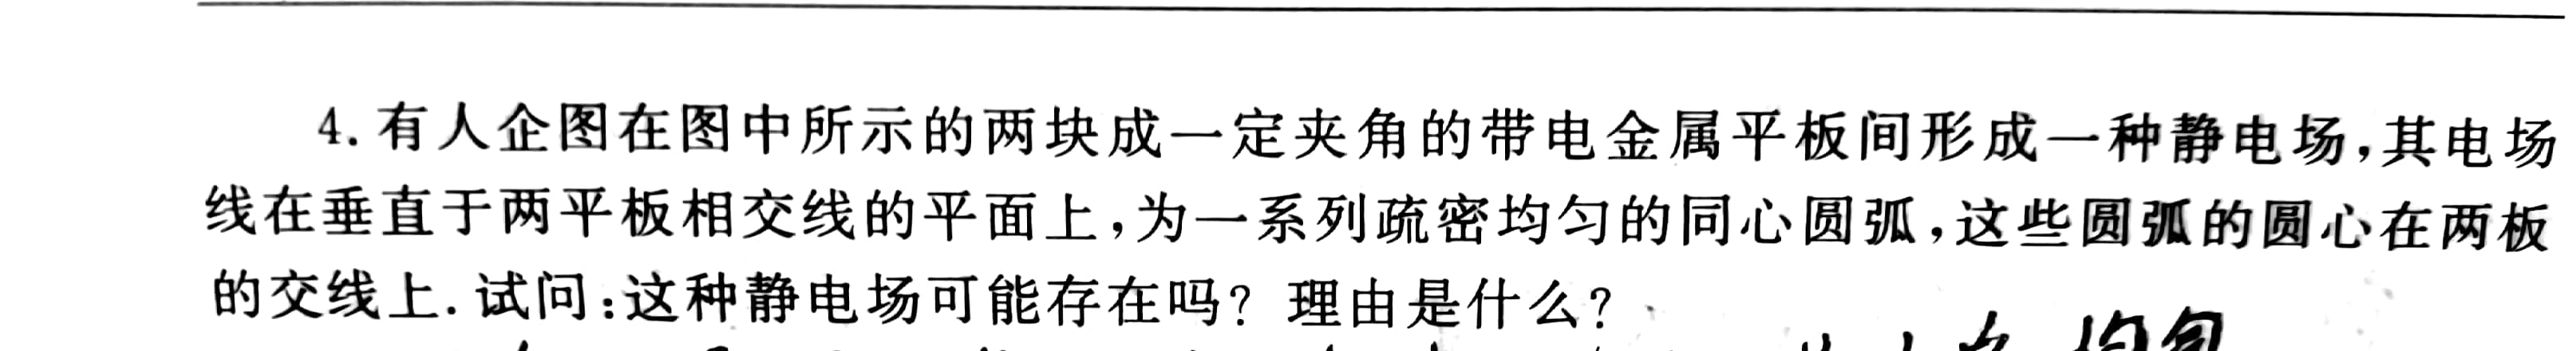 4.有人企图在图中所示的两块成一定夹角的带电金属平板间形成一种静电场,其电场
线在垂直于两平板相交线的平面上,为一系列疏密均匀的同心圆弧,这些圆弧的圆心在两板
的交线上.试问:这种静电场可能存在吗? 理由是什么?
均匀